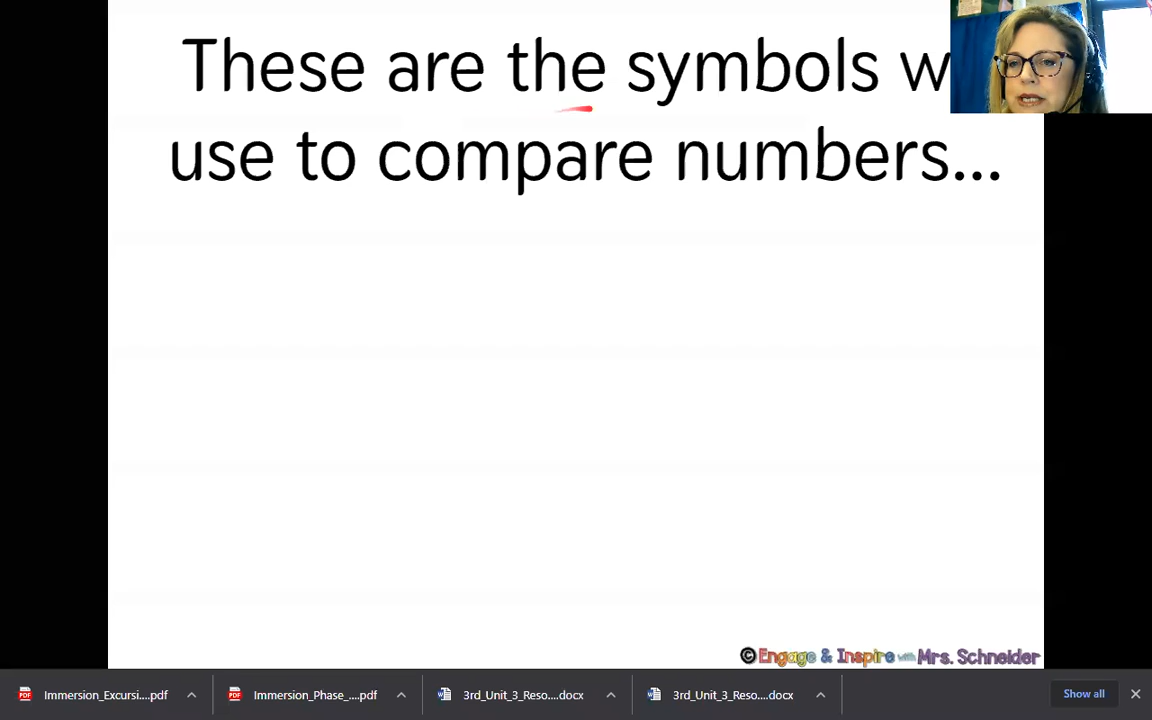 These are the symbols w
use to compare numbers...
© Engage & Inspire with Mrs. Schneider
Immersion_Excursi....pdf
Immersion_Phase_....pdf
3rd_Unit_3_Reso....docx
3rd_Unit_3_Reso....docx
Show all